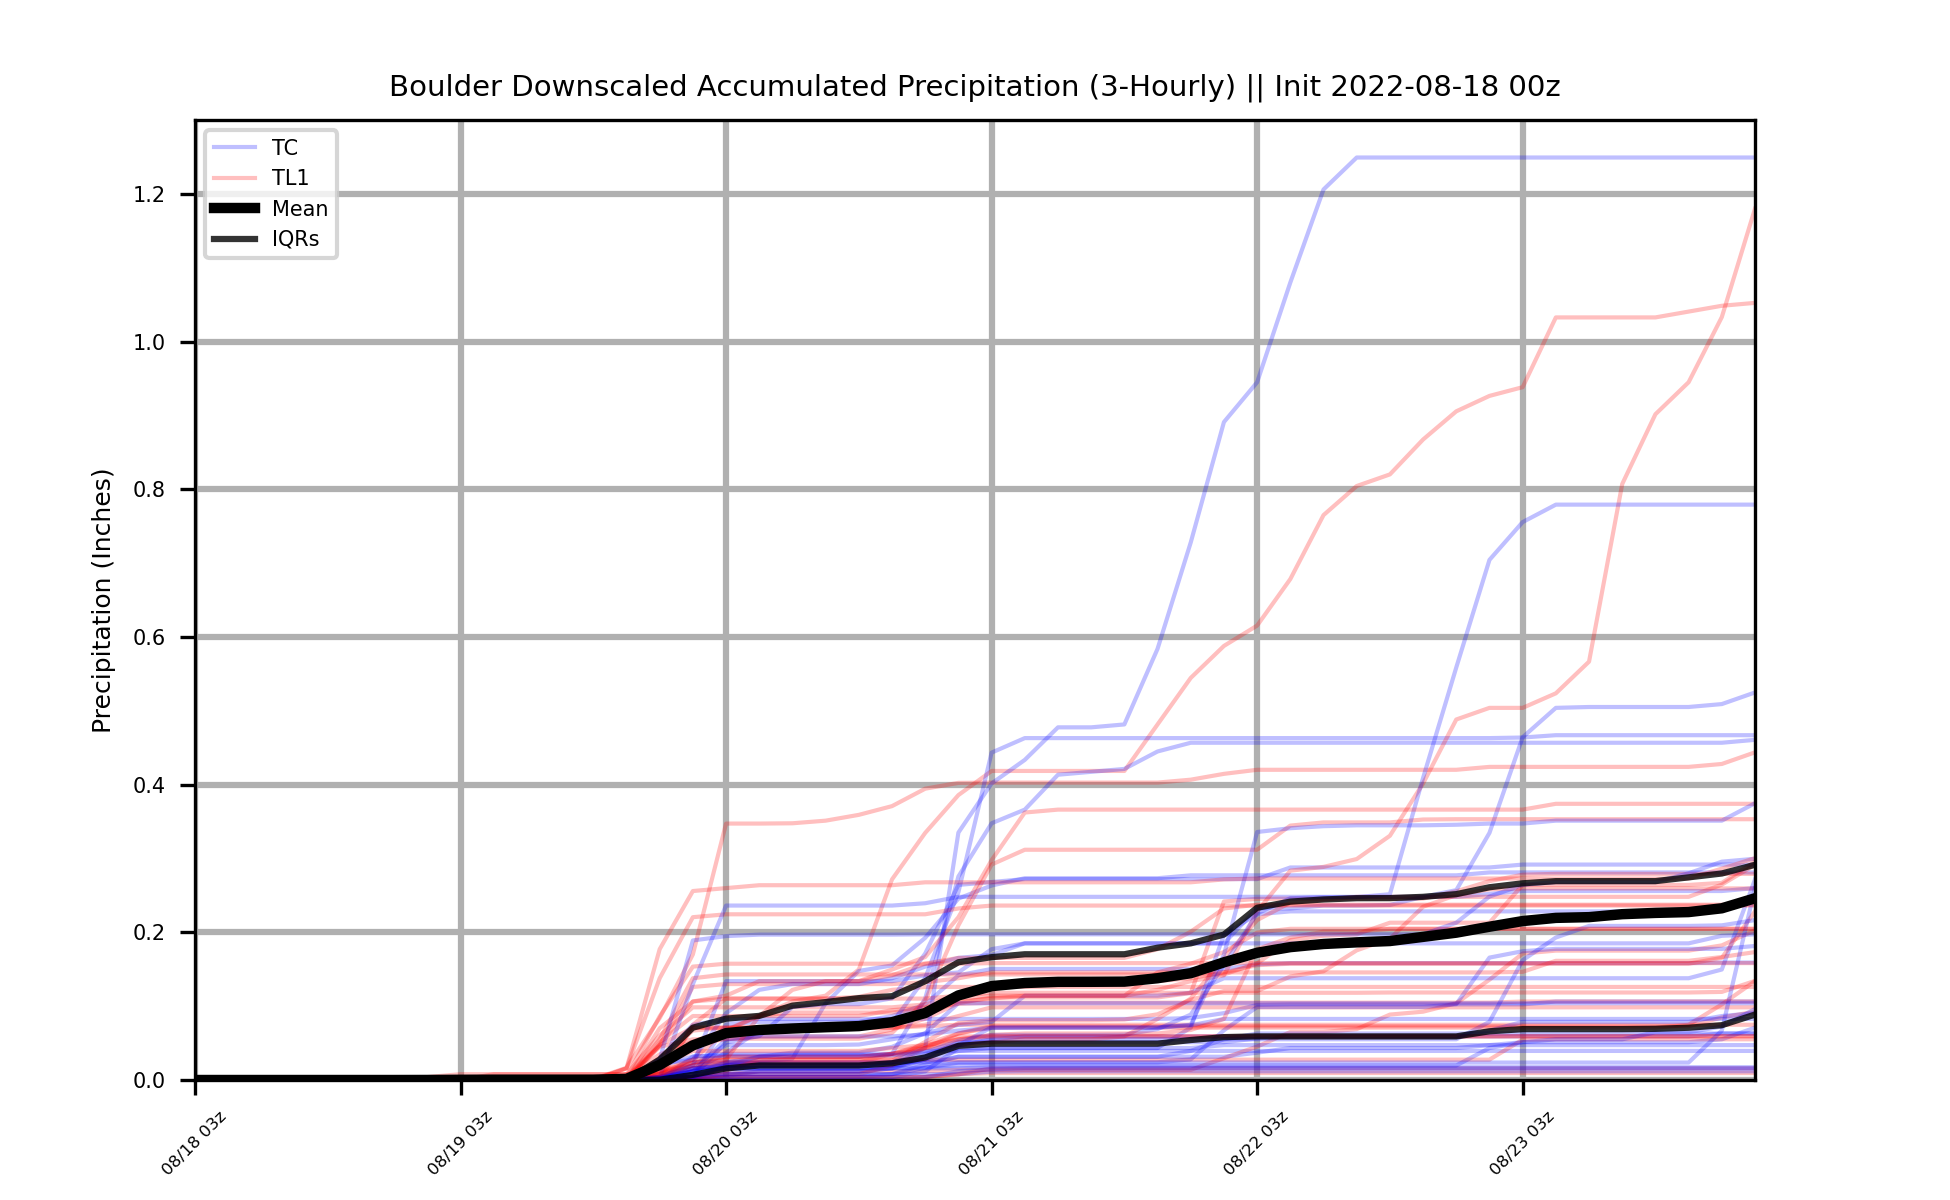 Boulder Downscaled Accumulated Precipitation (3-Hourly) || Init 2022-08-18 00z
TC
TL1
Mean
IQRs
Precipitation (Inches)
1.2
1.0
0.8
0.6
0.4
0.2
0.0
08/18 03z
08/19 03z
08/20 03z
08/21 03z
08/22 03z
08/23 03z